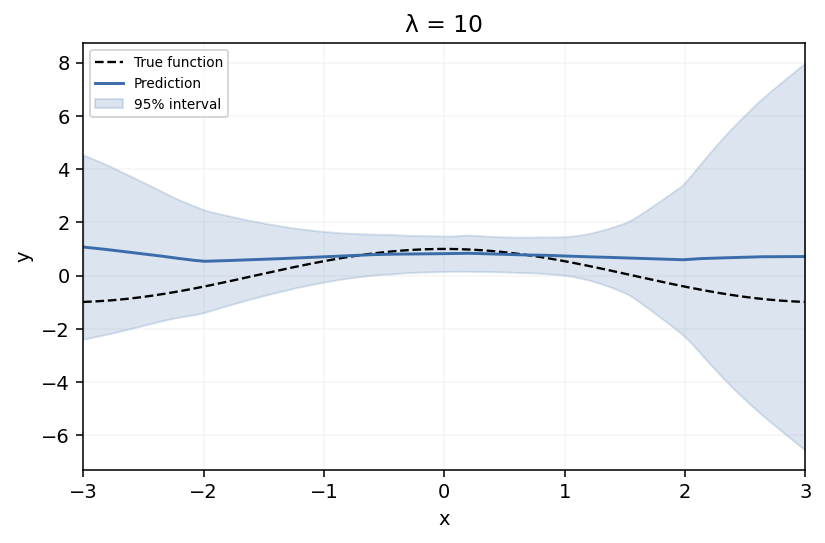 λ = 10
True function
Prediction
95% interval
8
6
4
2
0
−2
−4
−6
y
−3 −2 −1 0 1 2 3
x